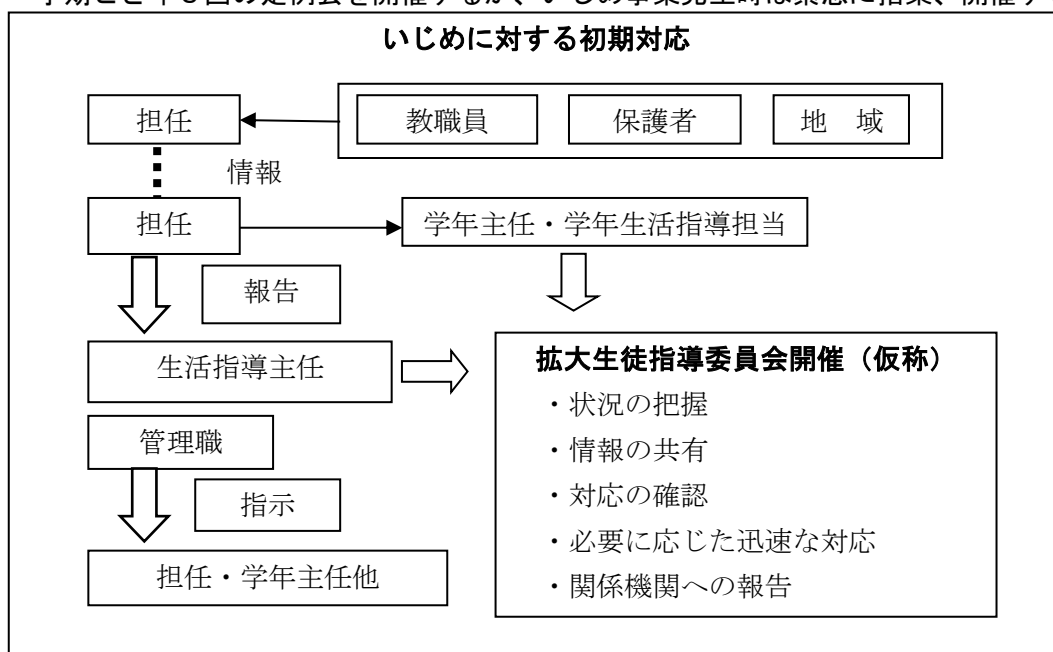 いじめに対する初期対応
担任
教職員 保護者 地 域
情報
担任
学年主任・学年生活指導担当
報告
生活指導主任
拡大生徒指導委員会開催（仮称）
・状況の把握
・情報の共有
・対応の確認
・必要に応じた迅速な対応
・関係機関への報告
管理職
指示
担任・学年主任他